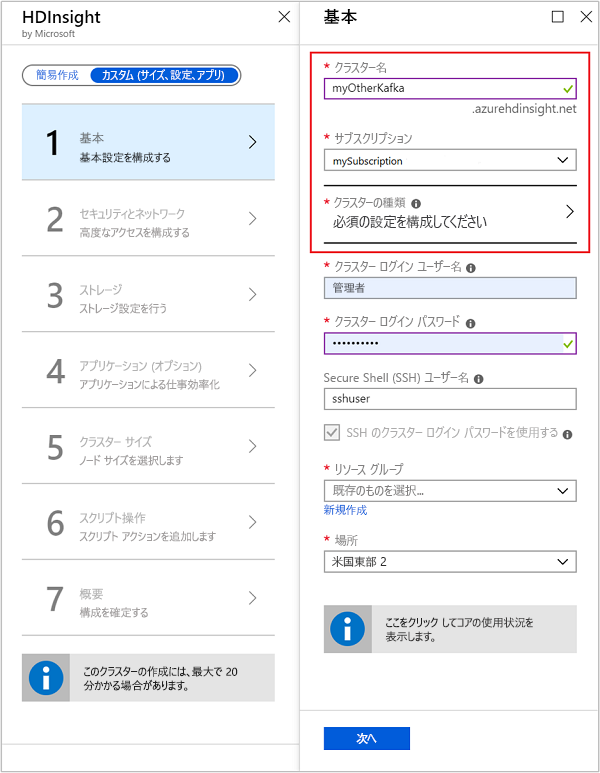 HDInsight
by Microsoft
簡易作成
カスタム (サイズ、設定、アプリ)
1
基本
基本設定を構成する
2
セキュリティとネットワーク
高度なアクセスを構成する
3
ストレージ
ストレージ設定を行う
4
アプリケーション (オプション)
アプリケーションによる仕事効率化
5
クラスター サイズ
ノード サイズを選択します
6
スクリプト操作
スクリプト アクションを追加します
7
概要
構成を確定する
このクラスターの作成には、最大で 20
分かかる場合があります。
基本
* クラスター名
myOtherKafka
.azurehdinsight.net
* サブスクリプション
mySubscription
* クラスターの種類
必須の設定を構成してください
* クラスター ログイン ユーザー名
管理者
* クラスター ログイン パスワード
••••••••••
Secure Shell (SSH) ユーザー名
sshuser
SSH のクラスター ログイン パスワードを使用する
* リソース グループ
既存のものを選択...
新規作成
* 場所
米国東部 2
ここをクリック してコアの使用状況を
表示します。
次へ